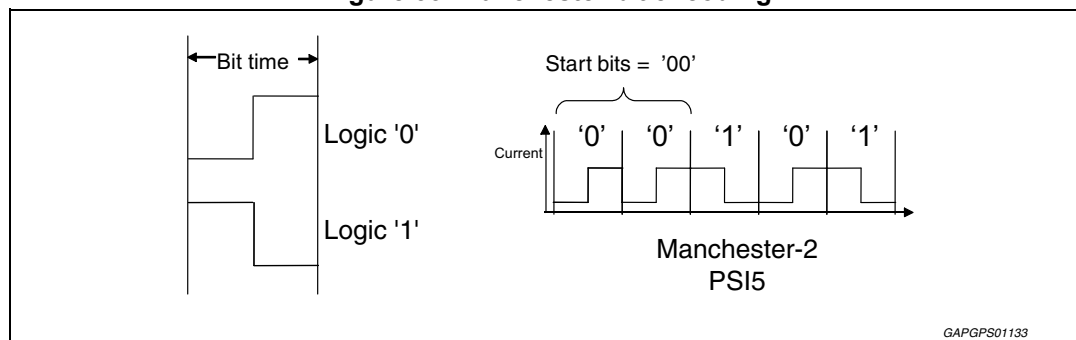 Bit time
Logic '0'
Logic '1'
Start bits = '00'
Current
‘0’ ‘0’ ‘1’ ‘0’ ‘1’
Manchester-2
PSI5
GAPGPS01133